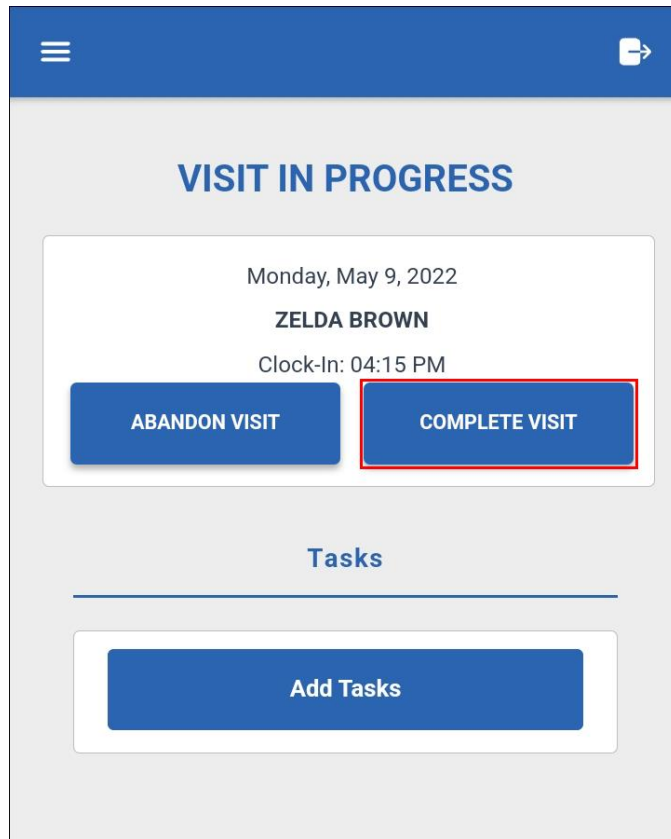 VISIT IN PROGRESS
Monday, May 9, 2022
ZELDA BROWN
Clock-In: 04:15 PM
ABANDON VISIT
COMPLETE VISIT
Tasks
Add Tasks